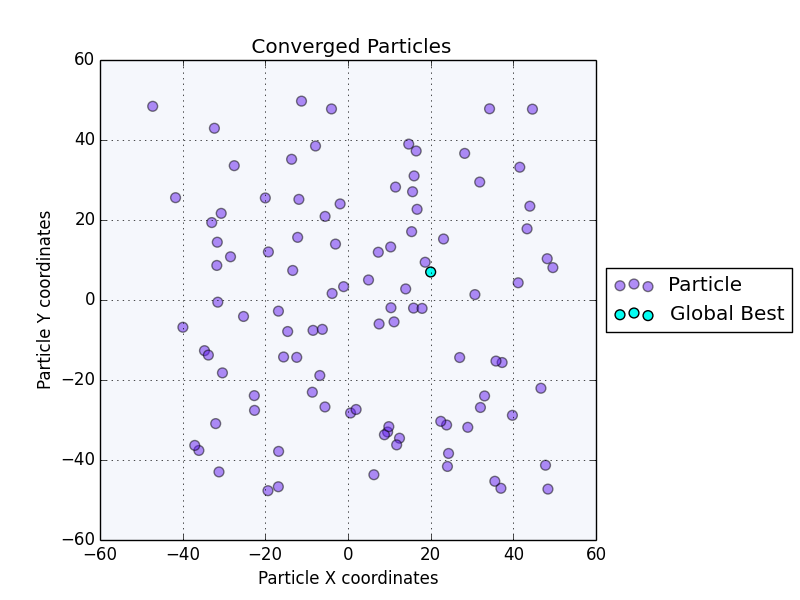 Converged Particles
60
40
20
0
−20
−40
−60
−60 −40 −20 0 20 40 60
Particle Y coordinates
Particle X coordinates
Particle
Global Best